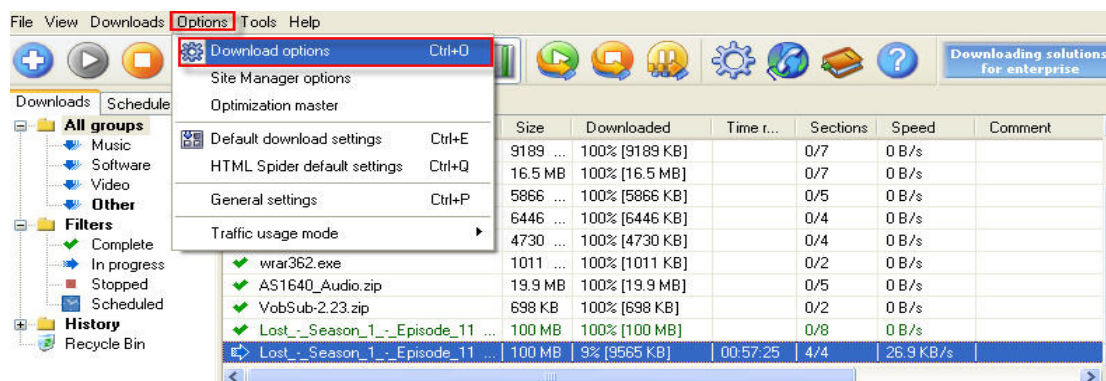 File View Downloads Options Tools Help
Download options Ctrl+O
Site Manager options
Optimization master
Default download settings Ctrl+E
HTML Spider default settings Ctrl+Q
General settings Ctrl+P
Traffic usage mode
Downloading solutions
for enterprise
Downloads Schedule
All groups
Music
Software
Video
Other
Filters
Complete
In progress
Stopped
Scheduled
History
Recycle Bin
Size Downloaded Time r... Sections Speed Comment
9189 ... 100% [9189 KB] 0/7 0 B/s
16.5 MB 100% [16.5 MB] 0/7 0 B/s
5866 ... 100% [5866 KB] 0/5 0 B/s
6446 ... 100% [6446 KB] 0/4 0 B/s
4730 ... 100% [4730 KB] 0/4 0 B/s
wrar362.exe 1011 ... 100% [1011 KB] 0/2 0 B/s
AS1640_Audio.zip 19.9 MB 100% [19.9 MB] 0/5 0 B/s
VobSub-2.23.zip 698 KB 100% [698 KB] 0/2 0 B/s
Lost_-_Season_1_-_Episode_11 ... 100 MB 100% [100 MB] 0/8 0 B/s
Lost_-_Season_1_-_Episode_11 ... 100 MB 9% [9565 KB] 00:57:25 4/4 26.9 KB/s